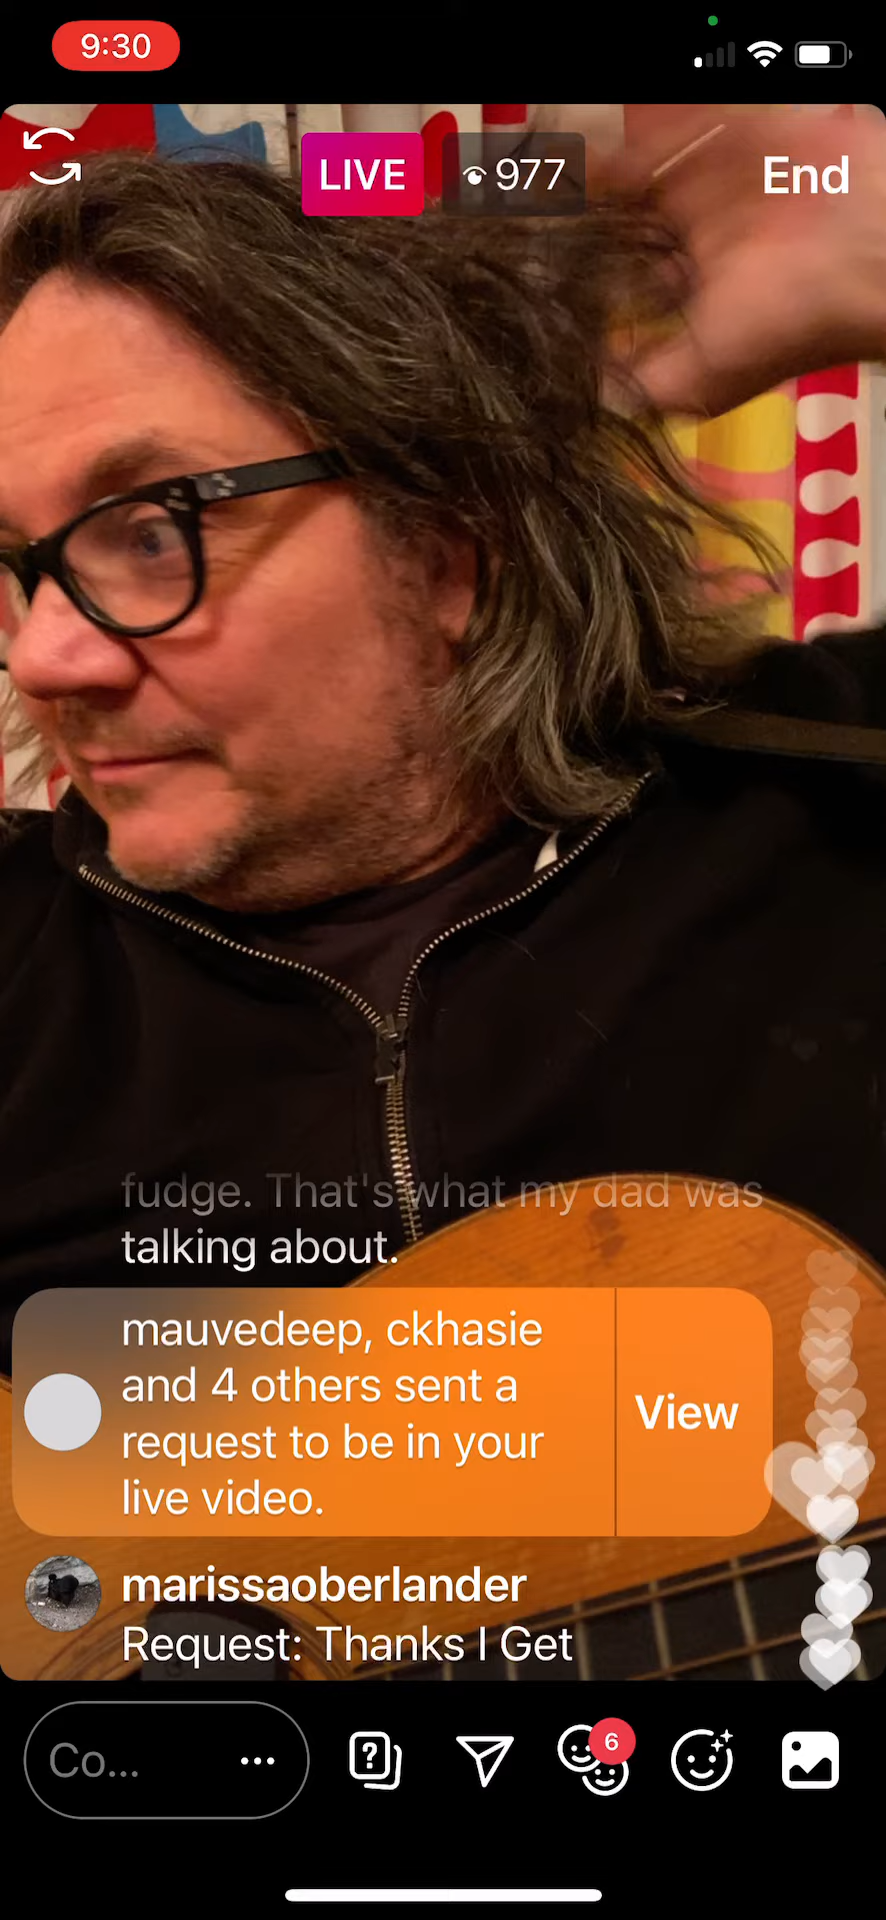 9:30
LIVE
977
End
fudge. That's what my dad was
talking about.
mauvedeep, ckhasie
and 4 others sent a
request to be in your
live video.
View
marissaoberlander
Request: Thanks I Get
Co...
6